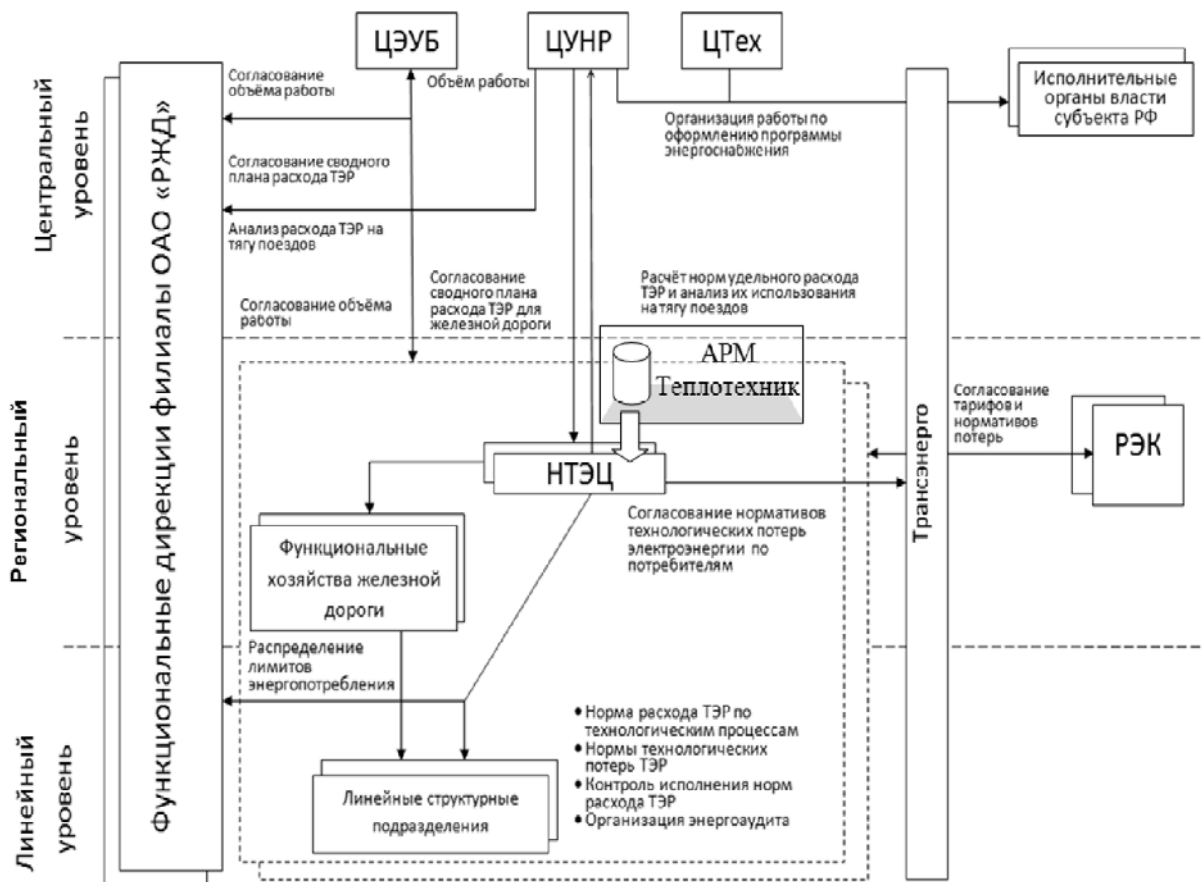 ЦЭУБ
ЦУНР
ЦТех
Исполнительные
органы власти
субъекта РФ
Центральный
уровень
Региональный
уровень
Линейный
уровень
Функциональные дирекции филиалы ОАО «РЖД»
Согласование
объёма работы
Объём работы
Организация работы по
оформлению программы
энергоснабжения
Согласование сводного
плана расхода ТЭР
Анализ расхода ТЭР на
тягу поездов
Согласование объёма
работы
Согласование
сводного плана
расхода ТЭР для
железной дороги
Расчёт норм удельного расхода
ТЭР и анализ их использования
на тягу поездов
АРМ
Теплотехник
НТЭЦ
Трансэнерго
Согласование
тарифов и
нормативов
потерь
РЭК
Согласование нормативов
технологических потерь
электроэнергии по
потребителям
Функциональные
хозяйства железной
дороги
Распределение
лимитов
энергопотребления
• Норма расхода ТЭР по
технологическим процессам
• Нормы технологических
потерь ТЭР
• Контроль исполнения норм
расхода ТЭР
• Организация энергоаудита
Линейные структурные
подразделения